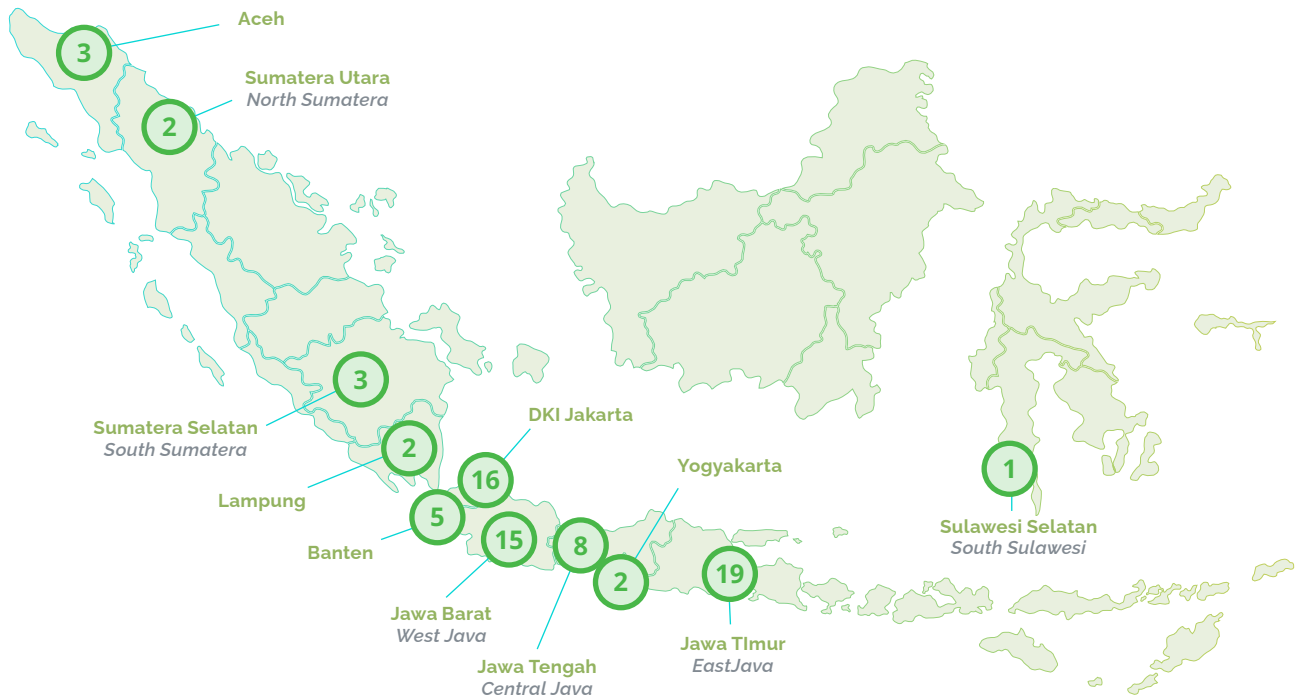 Aceh
3
Sumatera Utara
North Sumatera
2
3
Sumatera Selatan
South Sumatera
DKI Jakarta
2
Lampung
16
Yogyakarta
1
Sulawesi Selatan
South Sulawesi
5
Banten
15
Jawa Barat
West Java
8
Jawa Tengah
Central Java
2
19
Jawa TImur
EastJava